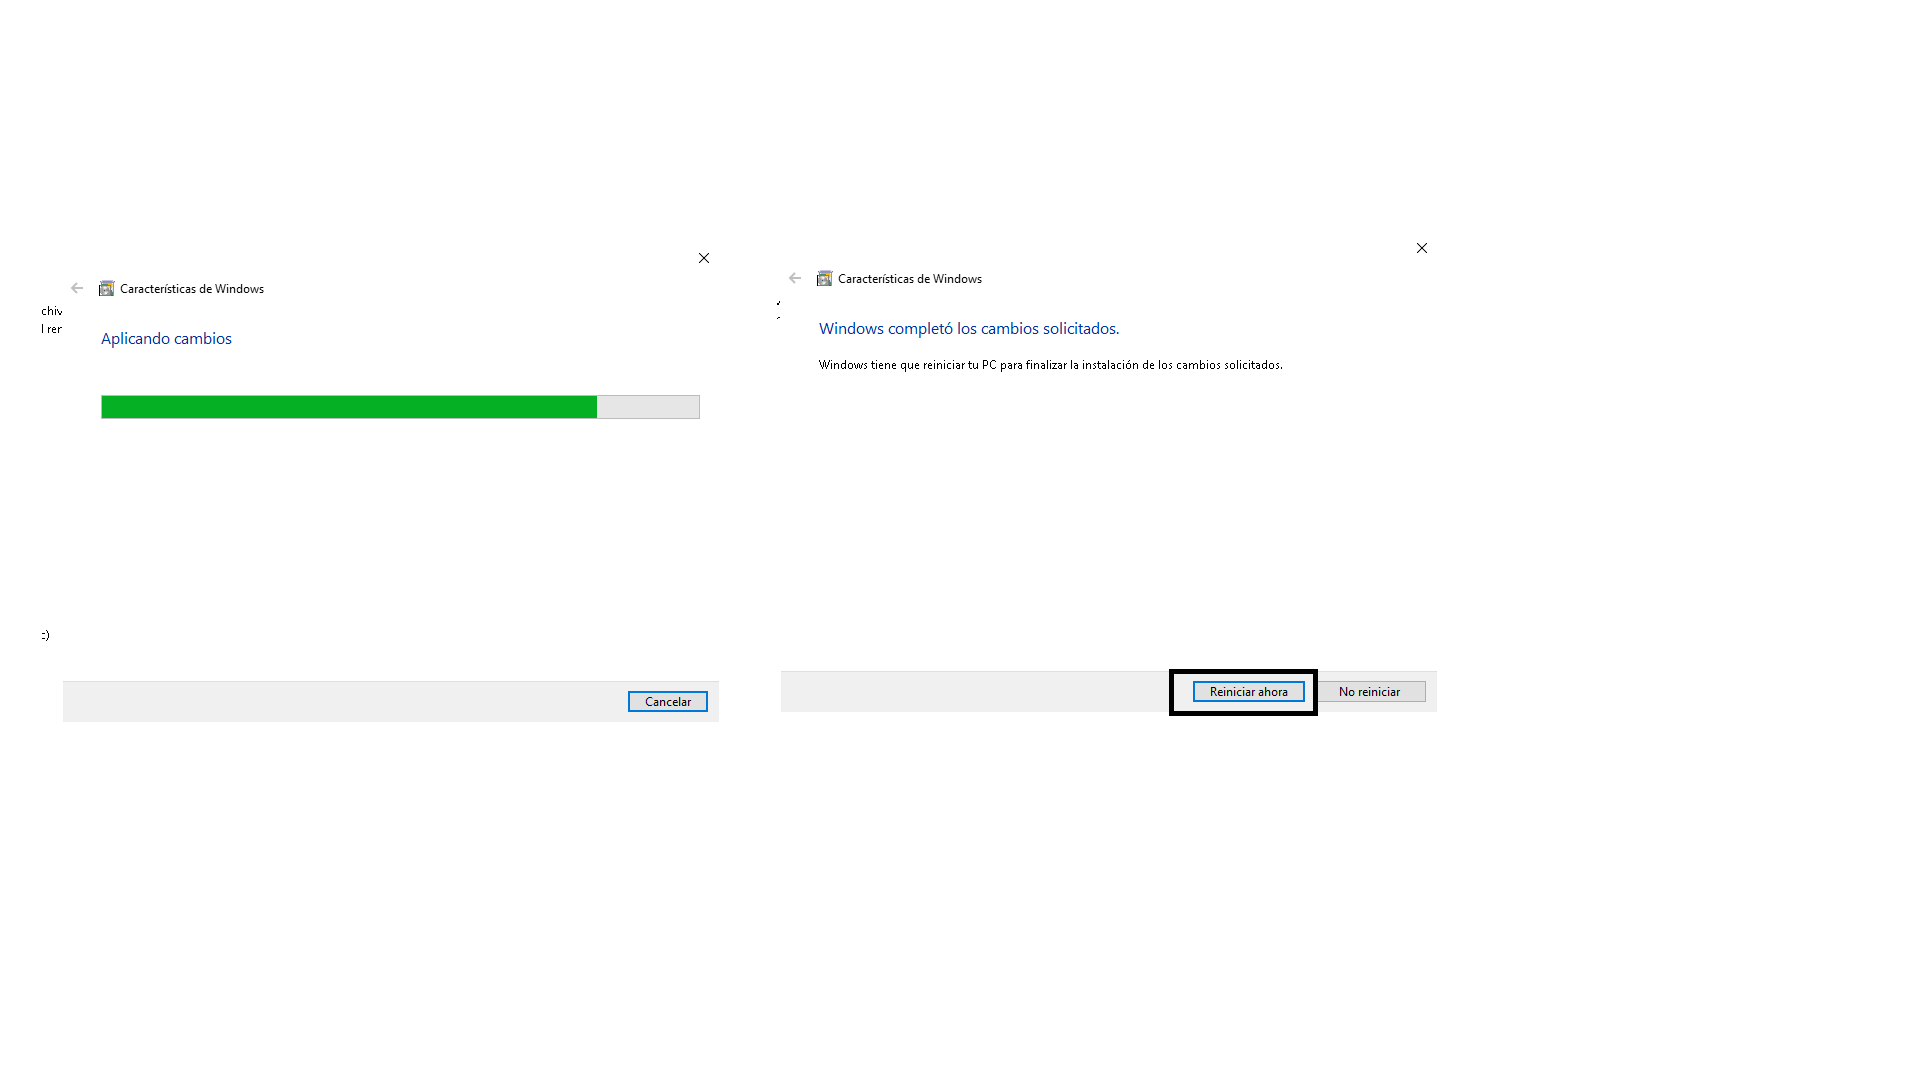 Características de Windows
chiv
l rer
Aplicando cambios
c)
Cancelar
Características de Windows
Windows completó los cambios solicitados.
Windows tiene que reiniciar tu PC para finalizar la instalación de los cambios solicitados.
Reiniciar ahora
No reiniciar